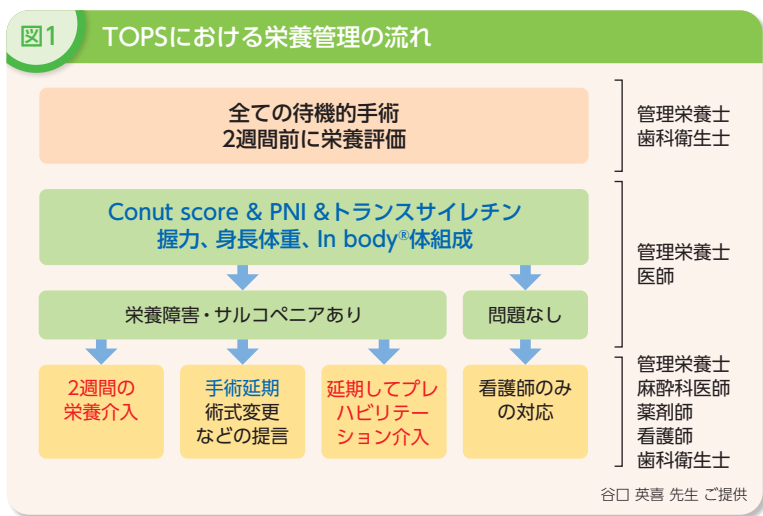 図1 TOPSにおける栄養管理の流れ
全ての待機的手術
2週間前に栄養評価
管理栄養士
歯科衛生士
Conut score & PNI &トランスサイレチン
握力、身長体重、In body®体組成
管理栄養士
医師
栄養障害・サルコペニアあり
問題なし
2週間の
栄養介入
手術延期
術式変更
などの提言
延期してプレ
ハビリテー
ション介入
看護師のみ
の対応
管理栄養士
麻酔科医師
薬剤師
看護師
歯科衛生士
谷口 英喜 先生 ご提供